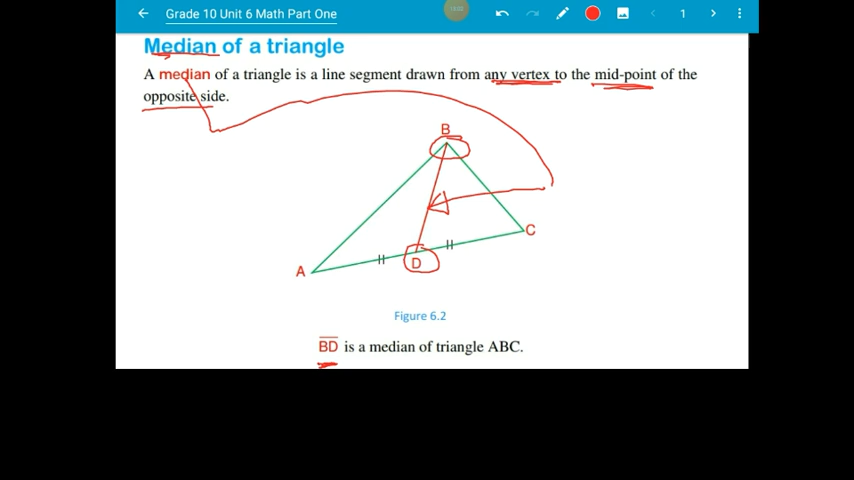 Grade 10 Unit 6 Math Part One
1
Median of a triangle
A median of a triangle is a line segment drawn from any vertex to the mid-point of the
opposite side.
B
C
D
A
Figure 6.2
BD is a median of triangle ABC.